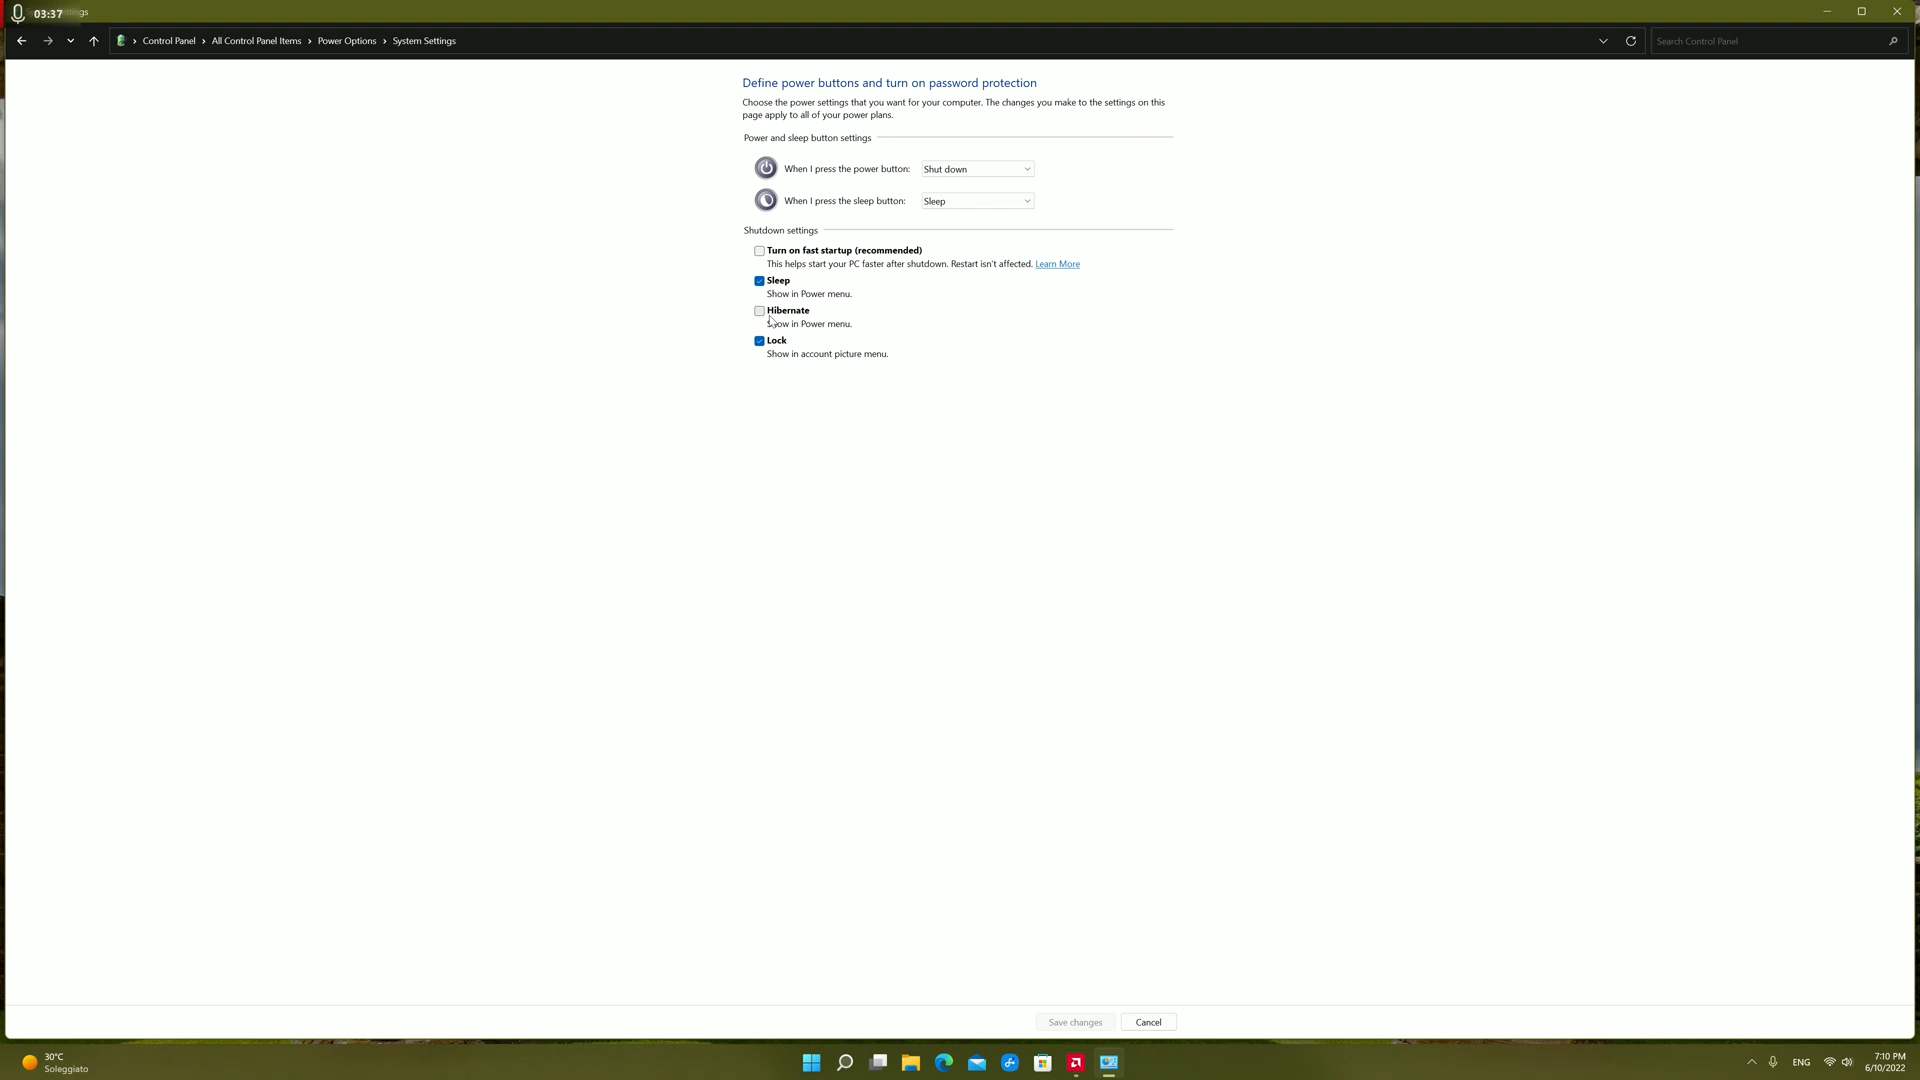 03:37
Control Panel > All Control Panel Items > Power Options > System Settings
Search Control Panel
Define power buttons and turn on password protection
Choose the power settings that you want for your computer. The changes you make to the settings on this
page apply to all of your power plans.
Power and sleep button settings
When I press the power button: Shut down
When I press the sleep button: Sleep
Shutdown settings
Turn on fast startup (recommended)
This helps start your PC faster after shutdown. Restart isn't affected. Learn More
Sleep
Show in Power menu.
Hibernate
Show in Power menu.
Lock
Show in account picture menu.
Save changes Cancel
30°C
Soleggiato
ENG
7:10 PM
6/10/2022